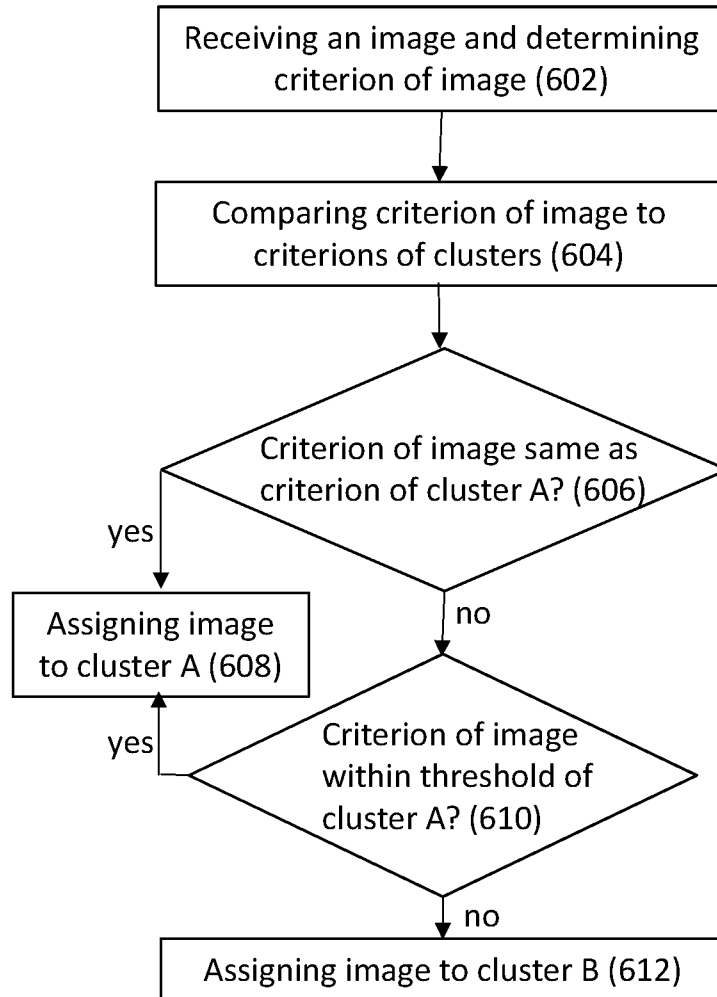 Receiving an image and determining
criterion of image (602)
Comparing criterion of image to
criterions of clusters (604)
Criterion of image same as
criterion of cluster A? (606)
yes
no
Assigning image
to cluster A (608)
Criterion of image
within threshold of
cluster A? (610)
yes
no
Assigning image to cluster B (612)